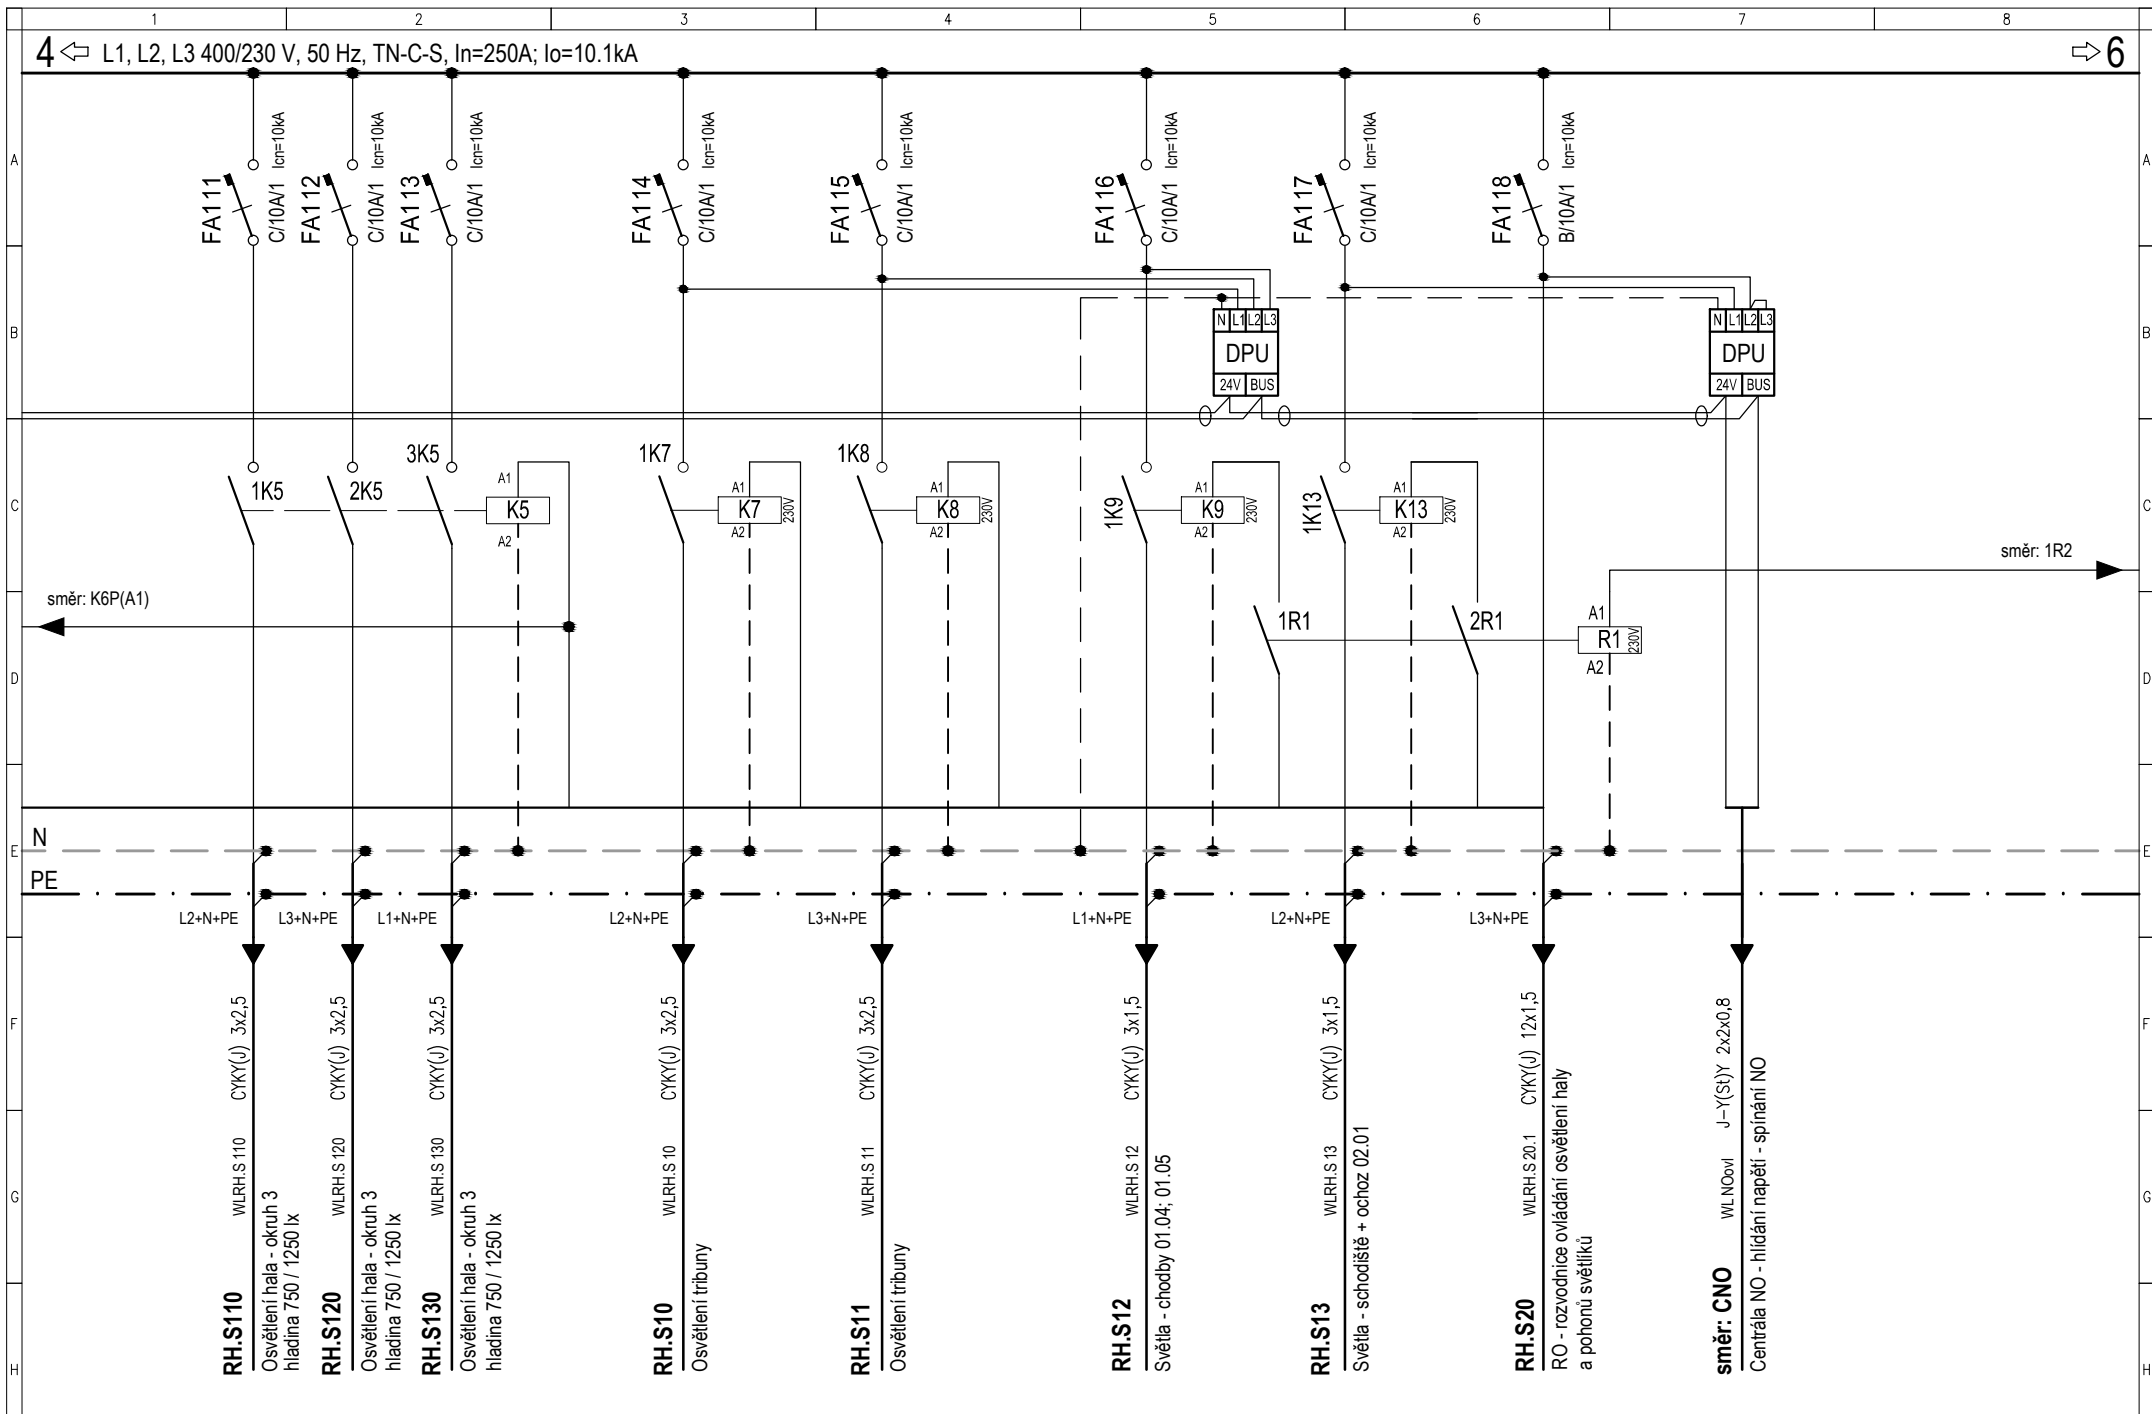 1 2 3 4 5 6 7 8
4 L1, L2, L3 400/230 V, 50 Hz, TN-C-S, In=250A; Io=10.1kA 6
A A
FA111 C/10A/1 Icn=10kA
FA112 C/10A/1 Icn=10kA
FA113 C/10A/1 Icn=10kA
FA114 C/10A/1 Icn=10kA
FA115 C/10A/1 Icn=10kA
FA116 C/10A/1 Icn=10kA
FA117 C/10A/1 Icn=10kA
FA118 B/10A/1 Icn=10kA
B B
N L1 L2 L3
DPU
24V BUS
N L1 L2 L3
DPU
24V BUS
C C
1K5
2K5
3K5
A1
K5
A2
1K7
A1
K7 230V
A2
1K8
A1
K8 230V
A2
1K9
A1
K9 230V
A2
1K13
A1
K13 230V
A2
směr: 1R2
směr: K6P(A1)
D D
1R1
2R1
A1
R1 230V
A2
E E
N
PE
L2+N+PE
L3+N+PE
L1+N+PE
L2+N+PE
L3+N+PE
L1+N+PE
L2+N+PE
L3+N+PE
F F
G G
H H
RH.S110 WLRH.S110 CYKY(J) 3x2,5
Osvětlení hala - okruh 3
hladina 750 / 1250 lx
RH.S120 WLRH.S120 CYKY(J) 3x2,5
Osvětlení hala - okruh 3
hladina 750 / 1250 lx
RH.S130 WLRH.S130 CYKY(J) 3x2,5
Osvětlení hala - okruh 3
hladina 750 / 1250 lx
RH.S10 WLRH.S10 CYKY(J) 3x2,5
Osvětlení tribuny
RH.S11 WLRH.S11 CYKY(J) 3x2,5
Osvětlení tribuny
RH.S12 WLRH.S12 CYKY(J) 3x1,5
Světla - chodby 01.04; 01.05
RH.S13 WLRH.S13 CYKY(J) 3x1,5
Světla - schodiště + ochoz 02.01
RH.S20 WLRH.S20.1 CYKY(J) 12x1,5
RO - rozvodnice ovládání osvětlení haly
a pohonů světlíků
směr: CNO WLNOovl J-Y(St)Y 2x2x0,8
Centrála NO - hlídání napětí - spínání NO